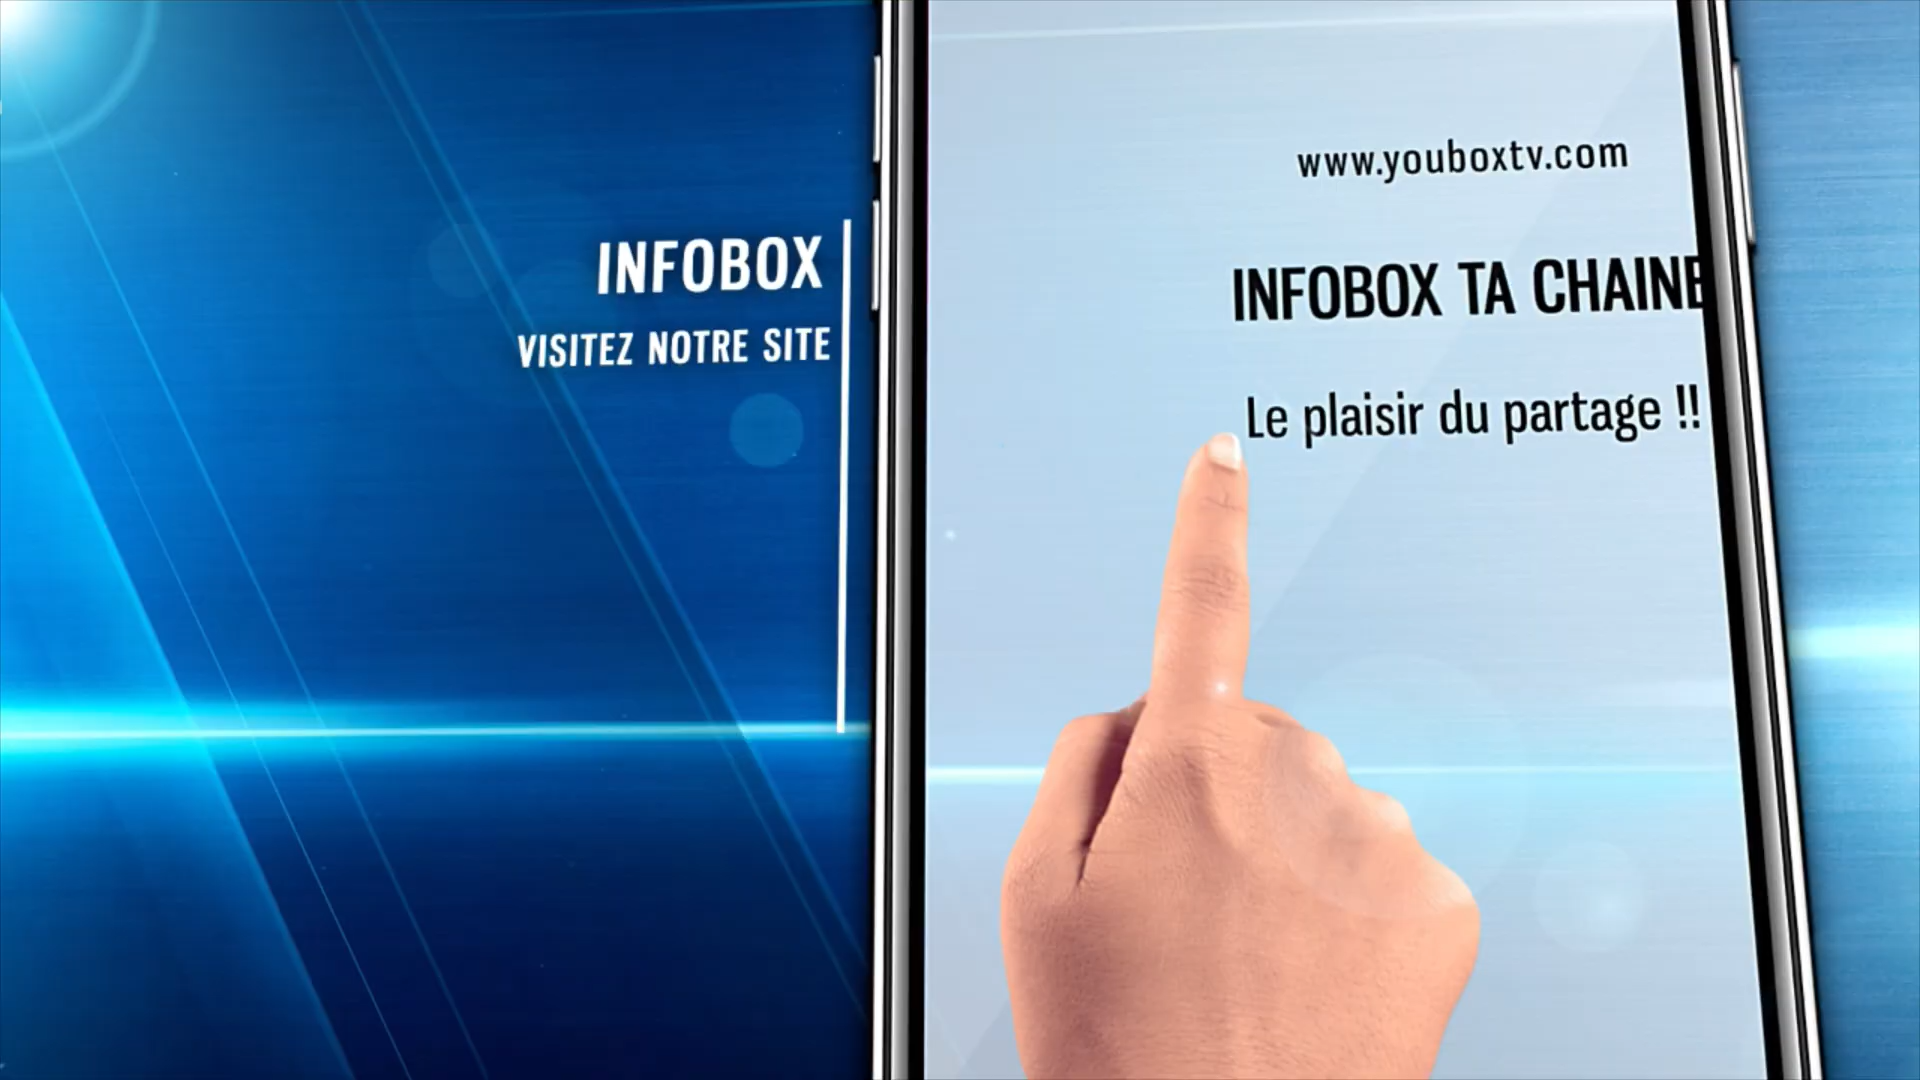 INFOBOX
VISITEZ NOTRE SITE
www.youboxtv.com
INFOBOX TA CHAINE
Le plaisir du partage !!